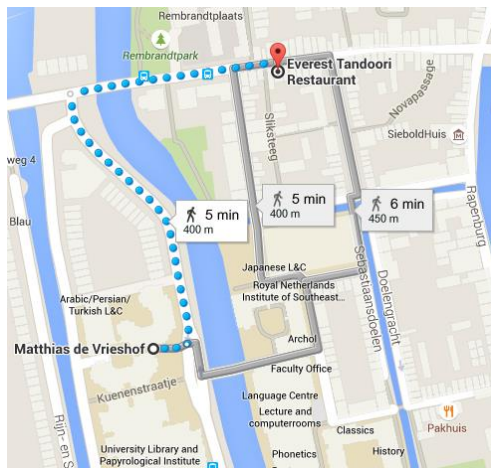 Rembrandtplaats
Rembrandtpark
Everest Tandoori
Restaurant
Novapassage
Sliksteeg
SieboldHuis
weg 4
5 min
400 m
5 min
400 m
6 min
450 m
Rapenburg
Blau
Japanese L&C
Royal Netherlands
Institute of Southeast...
Sebastiaansdoelen
Doelengracht
Arabic/Persian/
Turkish L&C
Archol
Matthias de Vrieshof
Faculty Office
Kuenenstraatje
Language Centre
Lecture and
computerrooms
Pakhuis
Classics
Rijn- en S
University Library and
Papyrological Institute
Phonetics
History